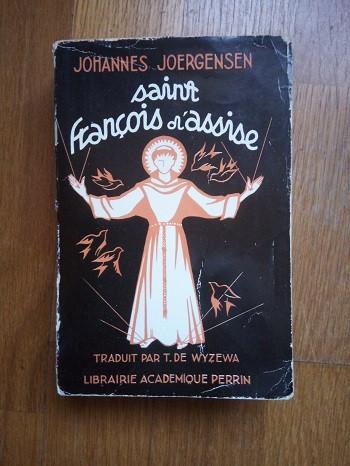 JOHANNES JOERGENSEN
saint
françois d'assise
TRADUIT PAR T. DE WYZEWA
LIBRAIRIE ACADEMIQUE PERRIN